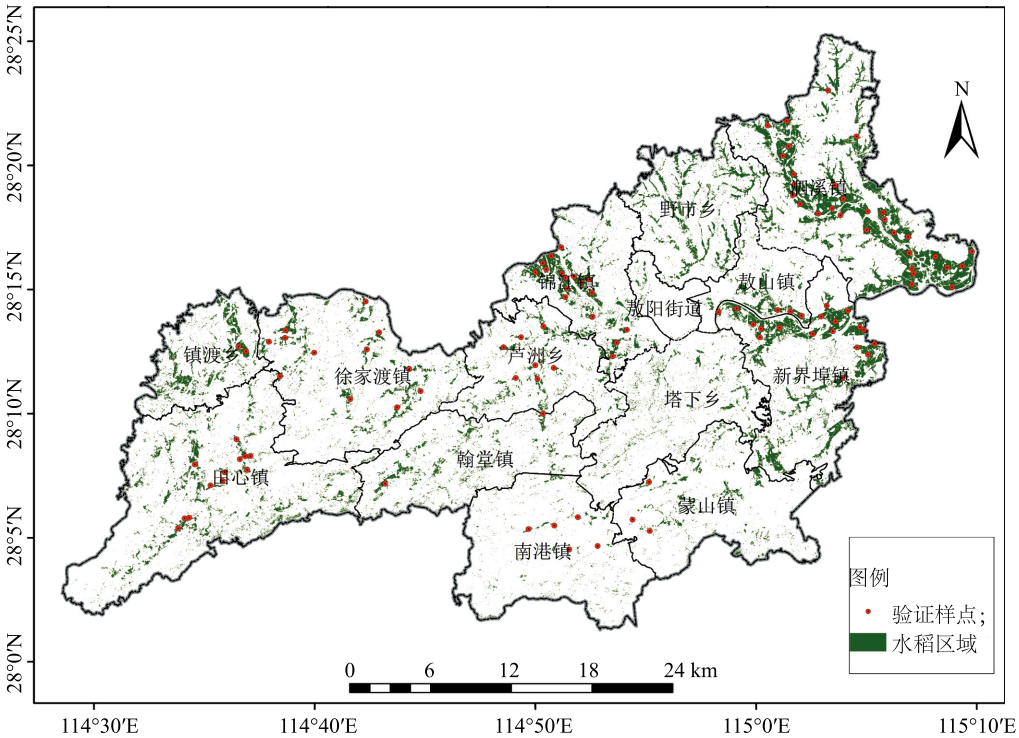 28°25′N
28°20′N
28°15′N
28°10′N
28°5′N
28°0′N
N
泗溪镇
野市乡
锦江镇
敖山镇
敖阳街道
镇渡乡
徐家渡镇
芦洲乡
新界埠镇
塔下乡
翰堂镇
田心镇
蒙山镇
南港镇
图例
验证样点；
水稻区域
0 6 12 18 24 km
114°30′E 114°40′E 114°50′E 115°0′E 115°10′E